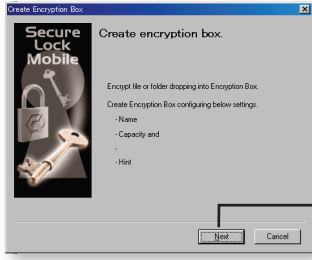 Create Encryption Box
Secure
Lock
Mobile
Create encryption box.
Encrypt file or folder dropping into Encryption Box.
Create Encryption Box configuring below settings.
- Name
- Capacity and
-
- Hint
Next
Cancel